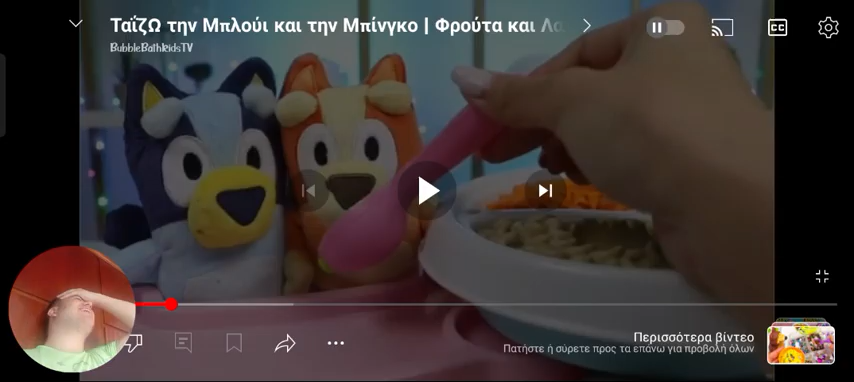 ΤαΐζΩ την Μπλούι και την Μπίνγκο | Φρούτα και Λα
BubbleBathkidsTV
CC
Περισσότερα βίντεο
Πατήστε ή σύρετε προς τα επάνω για προβολή όλων